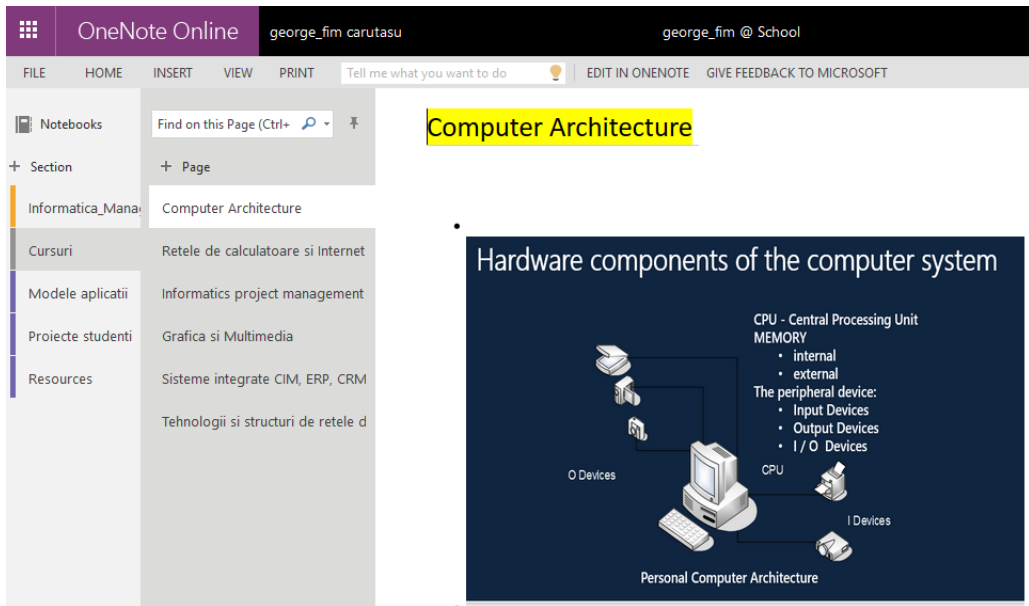 OneNote Online
george_fim carutasu
george_fim @ School
FILE HOME INSERT VIEW PRINT Tell me what you want to do EDIT IN ONENOTE GIVE FEEDBACK TO MICROSOFT
Notebooks
+ Section
Informatica_Mana
Cursuri
Modele aplicatii
Proiecte studenti
Resources
Find on this Page (Ctrl+
+ Page
Computer Architecture
Retele de calculatoare si Internet
Informatics project management
Grafica si Multimedia
Sisteme integrate CIM, ERP, CRM
Tehnologii si structuri de retele d
Computer Architecture
•
Hardware components of the computer system
CPU - Central Processing Unit
MEMORY
• internal
• external
The peripheral device:
• Input Devices
• Output Devices
• I / O Devices
O Devices
CPU
I Devices
Personal Computer Architecture